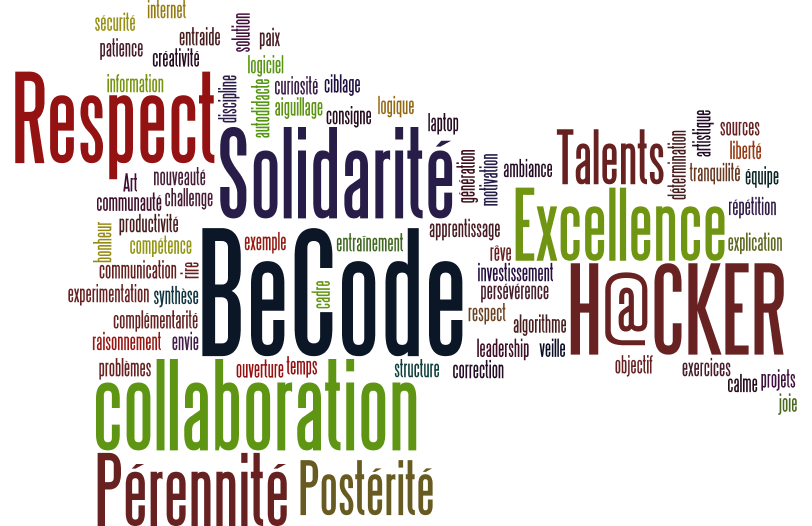 internet
sécurité
solution
entraide
paix
patience
créativité
logiciel
information
discipline
autodidacte
curiosité
ciblage
Respect
aiguillage
consigne
logique
laptop
Solidarité
génération
motivation
ambiance
Talents
détermination
artistique
sources
liberté
tranquilité
équipe
Art
nouveauté
communauté
challenge
productivité
bonheur
compétence
exemple
entraînement
apprentissage
Excellence
répétition
explication
BeCode
rêve
communication
-
rire
investissement
H@CKER
experimentation
synthèse
cadre
persévérence
respect
complémentarité
algorithme
raisonnement
envie
leadership
veille
problèmes
ouverture
temps
structure
correction
objectif
exercices
calme
projets
joie
collaboration
Pérennité
Postérité